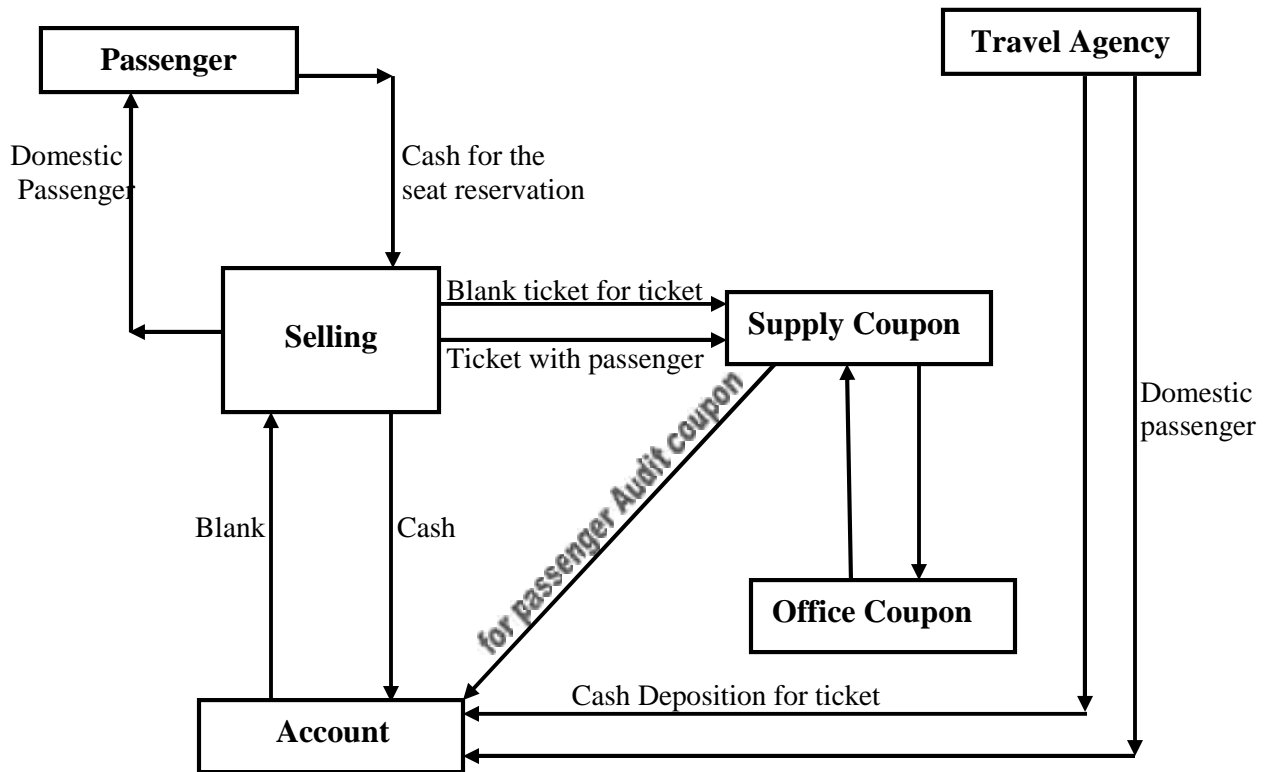 Passenger
Travel Agency
Domestic
Passenger
Cash for the
seat reservation
Selling
Blank ticket for ticket
Ticket with passenger
Supply Coupon
for passenger Audit coupon
Domestic
passenger
Blank
Cash
Office Coupon
Cash Deposition for ticket
Account